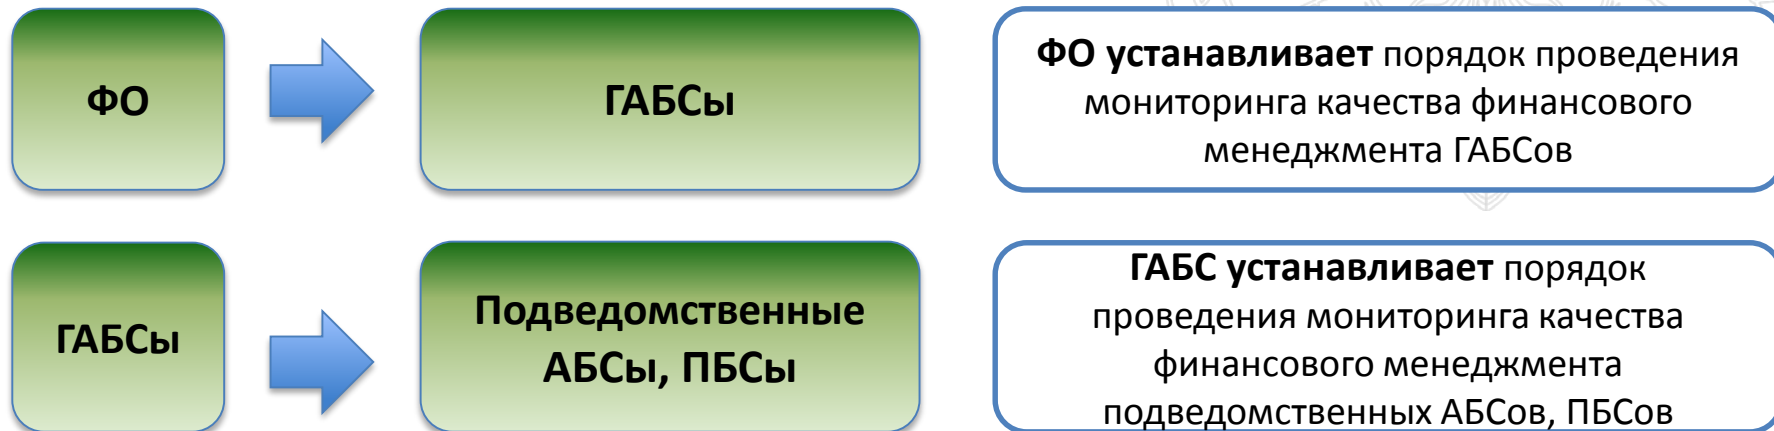 ФО
ГАБСы
ФО устанавливает порядок проведения
мониторинга качества финансового
менеджмента ГАБСов
ГАБСы
Подведомственные
АБСы, ПБСы
ГАБС устанавливает порядок
проведения мониторинга качества
финансового менеджмента
подведомственных АБСов, ПБСов